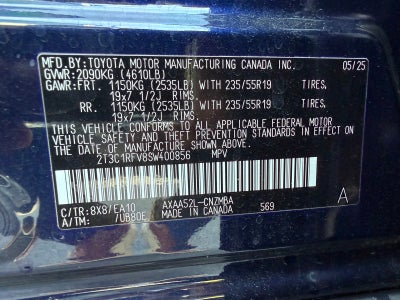 MFD.BY:TOYOTA MOTOR MANUFACTURING CANADA INC. 05/25
GVWR:2090KG (4610LB)
GAWR:FRT. 1150KG (2535LB) WITH 235/55R19 TIRES,
19x7 1/2J RIMS
RR. 1150KG (2535LB) WITH 235/55R19 TIRES,
19x7 1/2J RIMS
THIS VEHICLE CONFORMS TO ALL APPLICABLE FEDERAL MOTOR
VEHICLE SAFETY AND THEFT PREVENTION STANDARDS IN EFFECT
ON THE DATE OF MANUFACTURE SHOWN ABOVE.
2T3C1RFV8SW400856 MPV
C/TR:8X8/EA10 AXAA52L-CNZMBA A
A/TM: /UB80E MADE IN CANADA 569